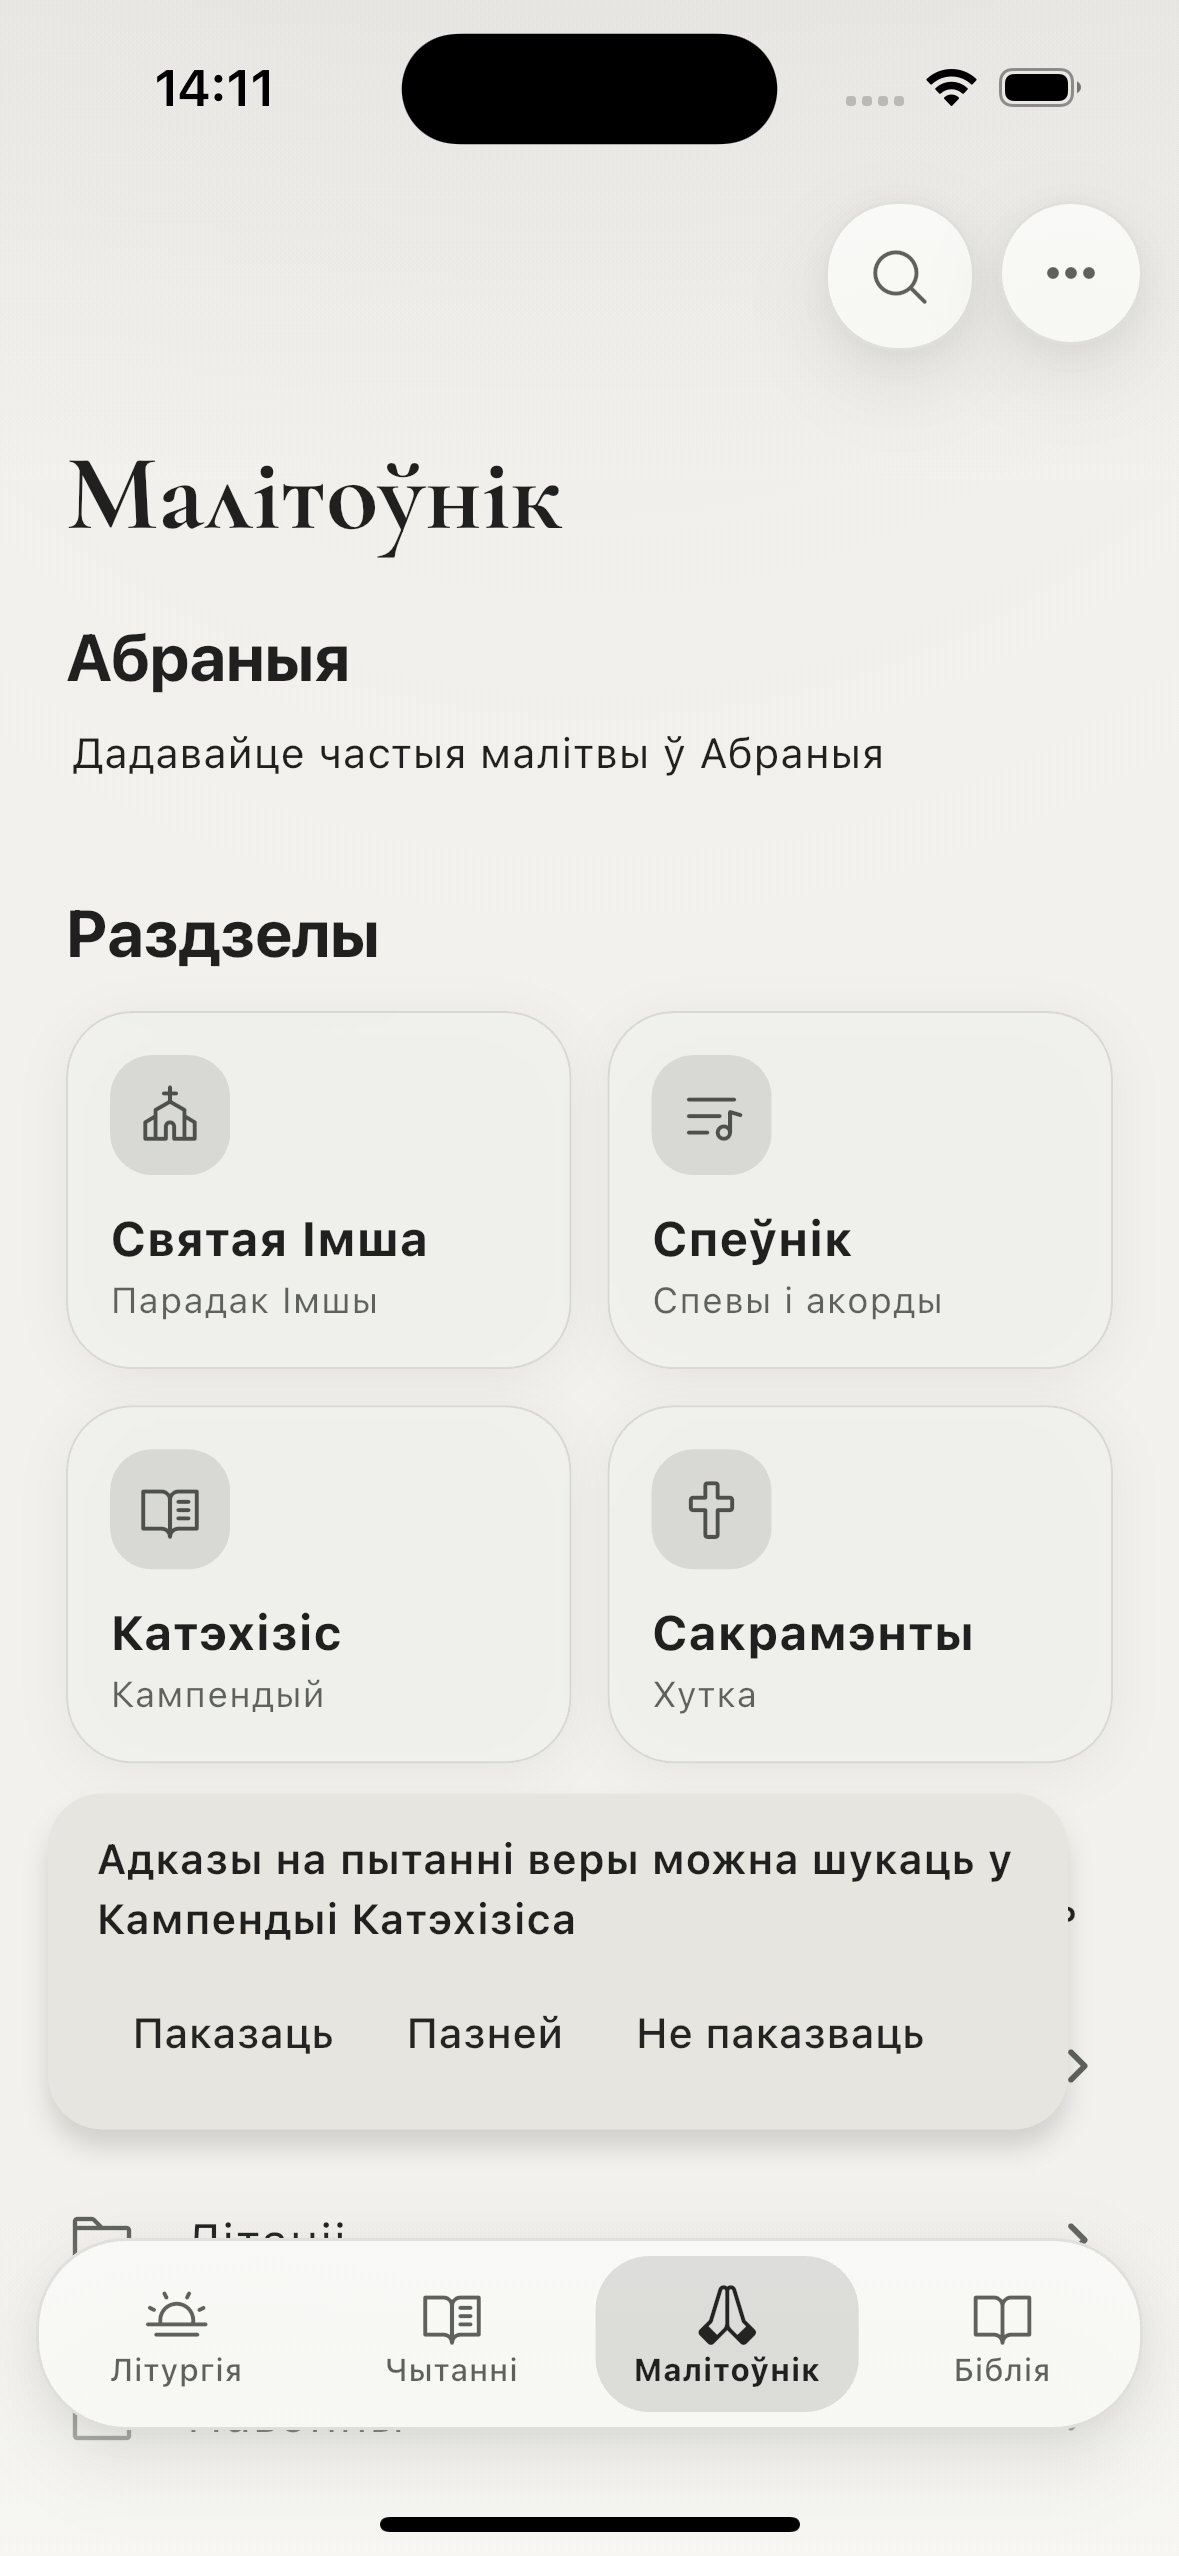 14:11
Малітоўнік
Абраныя
Дадавайце частыя малітвы ў Абраныя
Раздзелы
Святая Імша
Парадак Імшы
Спеўнік
Спевы і акорды
Катэхізіс
Кампендый
Сакрамэнты
Хутка
Адказы на пытанні веры можна шукаць у
Кампендыі Катэхізіса
Паказаць Пазней Не паказваць
Літургія
Чытанні
Малітоўнік
Біблія